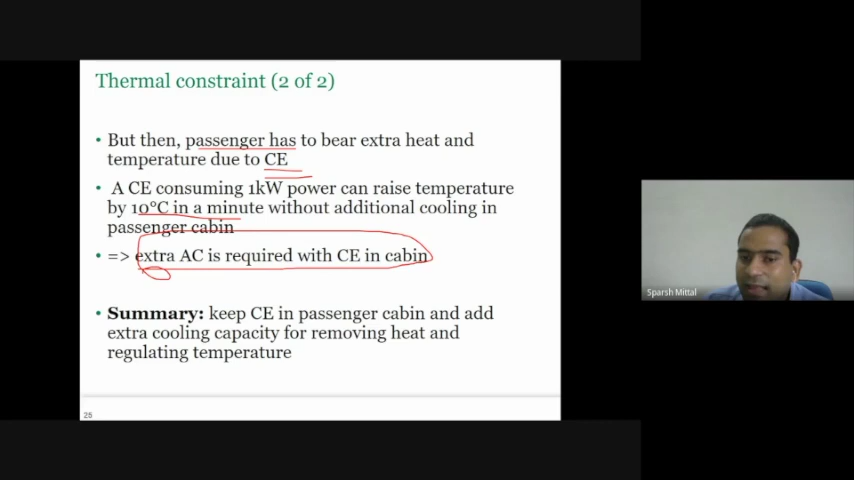 Thermal constraint (2 of 2)
• But then, passenger has to bear extra heat and
temperature due to CE
• A CE consuming 1kW power can raise temperature
by 10°C in a minute without additional cooling in
passenger cabin
• => extra AC is required with CE in cabin
• Summary: keep CE in passenger cabin and add
extra cooling capacity for removing heat and
regulating temperature
25
Sparsh Mittal